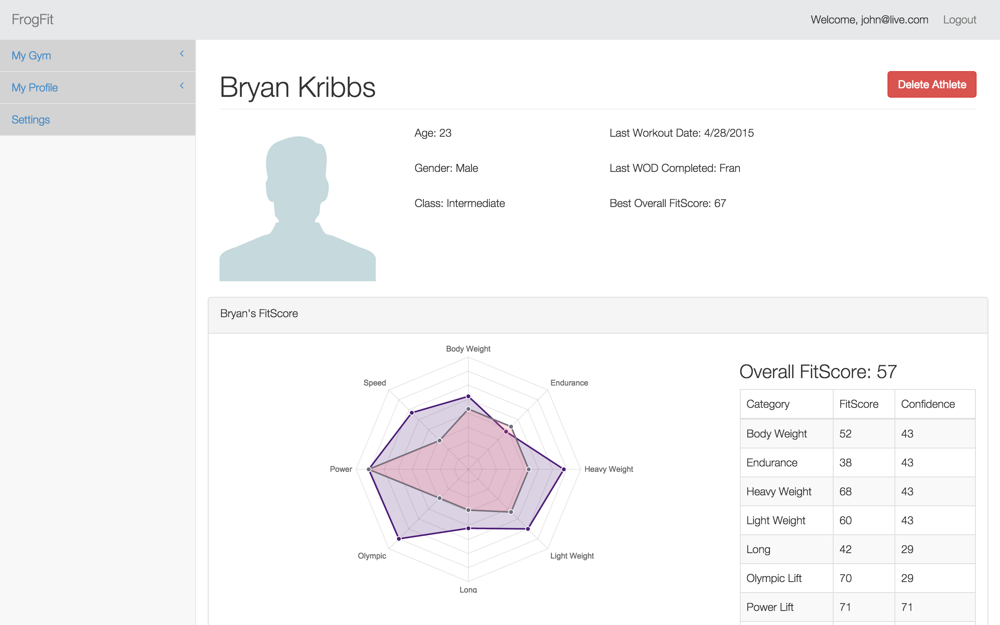 FrogFit
Welcome, john@live.com Logout
My Gym
My Profile
Settings
Bryan Kribbs
Delete Athlete
Age: 23
Last Workout Date: 4/28/2015
Gender: Male
Last WOD Completed: Fran
Class: Intermediate
Best Overall FitScore: 67
Bryan's FitScore
Body Weight
Speed
Endurance
Power
Heavy Weight
Olympic
Light Weight
Long
Overall FitScore: 57
Category FitScore Confidence
Body Weight 52 43
Endurance 38 43
Heavy Weight 68 43
Light Weight 60 43
Long 42 29
Olympic Lift 70 29
Power Lift 71 71